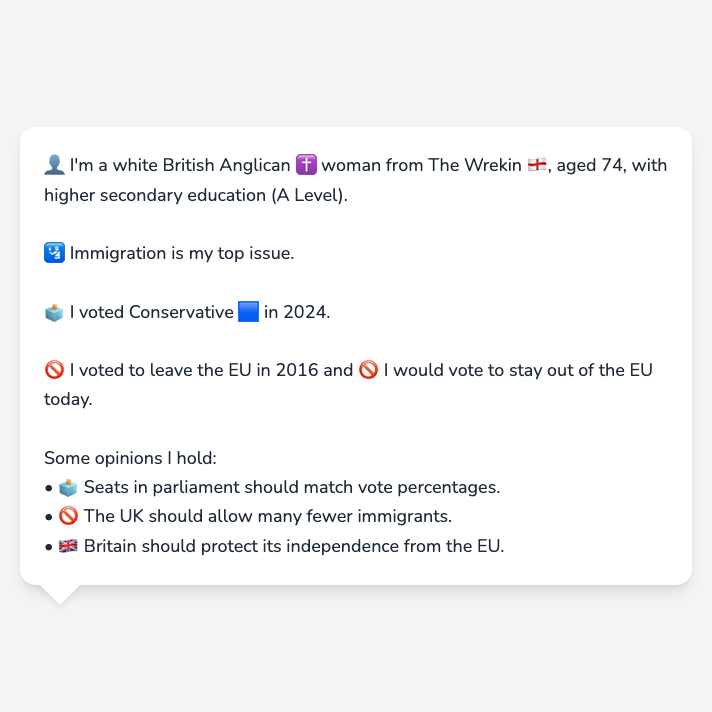 👤 I'm a white British Anglican ✝️ woman from The Wrekin 🏴󠁧󠁢󠁥󠁮󠁧󠁿, aged 74, with
higher secondary education (A Level).
🛂 Immigration is my top issue.
🗳️ I voted Conservative 🟦 in 2024.
🚫 I voted to leave the EU in 2016 and 🚫 I would vote to stay out of the EU
today.
Some opinions I hold:
• 🗳️ Seats in parliament should match vote percentages.
• 🚫 The UK should allow many fewer immigrants.
• 🇬🇧 Britain should protect its independence from the EU.